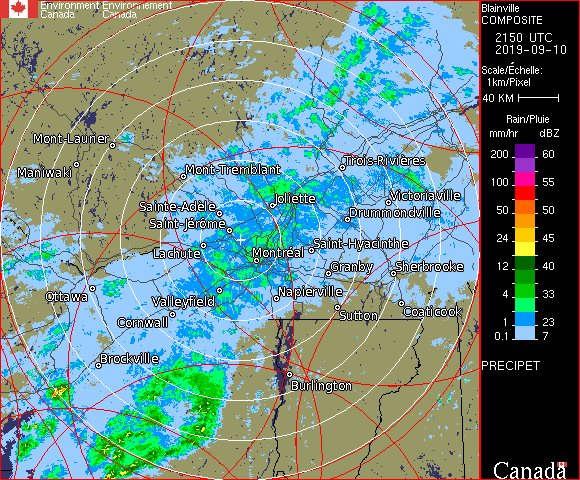 Environment Environnement
Canada Canada
Blainville
COMPOSITE
2150 UTC
2019-09-10
Scale/Échelle:
1km/Pixel
40 KM
Rain/Pluie
mm/hr dBZ
200 60
100 55
50 50
24 45
12 40
4 33
1 23
0.1 7
PRECIPET
Canada
Mont-Laurier
Maniwaki
Mont-Tremblant
Trois-Rivières
Sainte-Adèle
Joliette
Victoriaville
Saint-Jérôme
Drummondville
Lachute
Montréal
Saint-Hyacinthe
Granby
Sherbrooke
Ottawa
Valleyfield
Napierville
Cornwall
Sutton
Coaticook
Brockville
Burlington